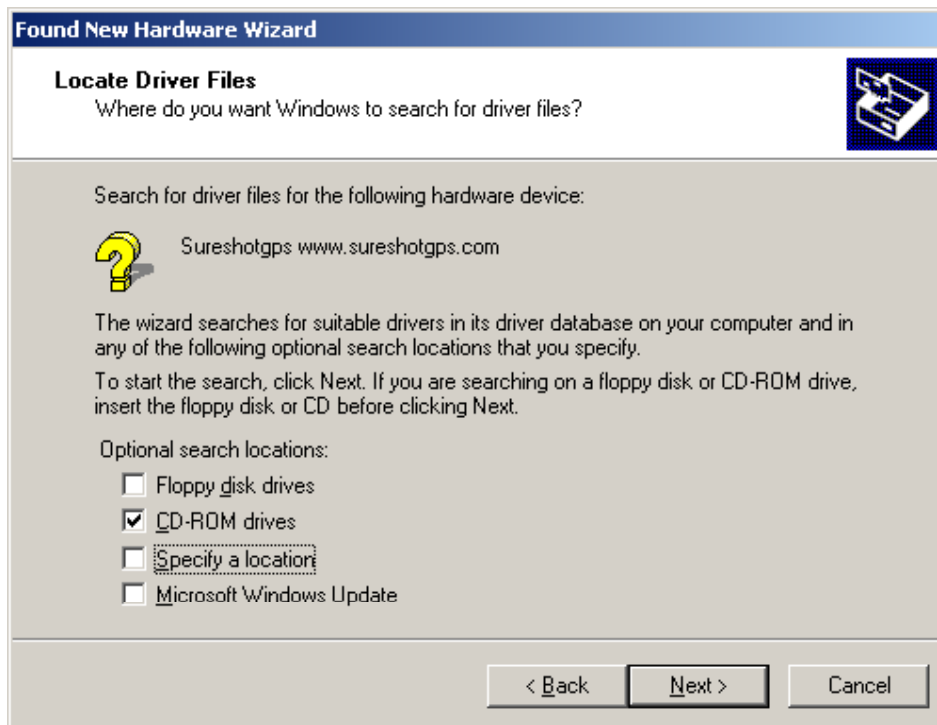 Found New Hardware Wizard
Locate Driver Files
Where do you want Windows to search for driver files?
Search for driver files for the following hardware device:
Sureshotgps www.sureshotgps.com
The wizard searches for suitable drivers in its driver database on your computer and in
any of the following optional search locations that you specify.
To start the search, click Next. If you are searching on a floppy disk or CD-ROM drive,
insert the floppy disk or CD before clicking Next.
Optional search locations:
Floppy disk drives
CD-ROM drives
Specify a location
Microsoft Windows Update
< Back Next > Cancel